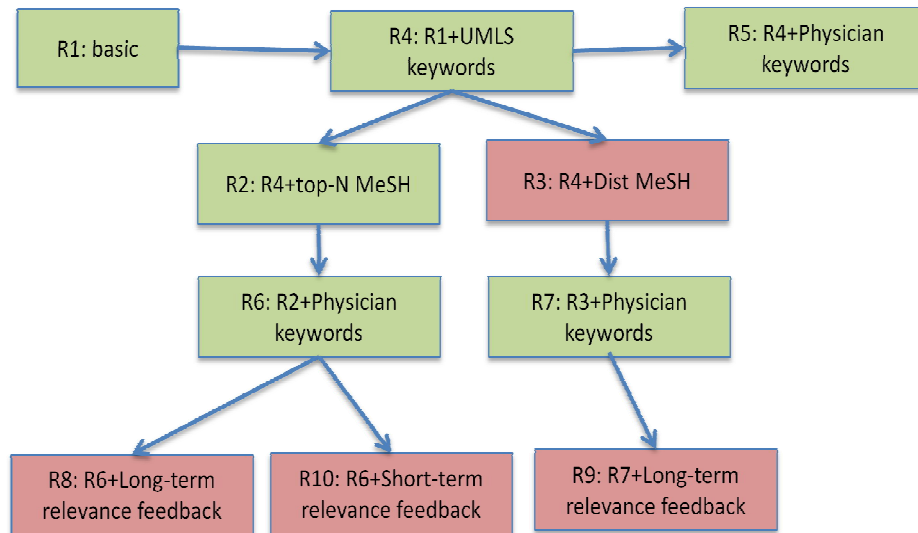 R1: basic
R4: R1+UMLS
keywords
R5: R4+Physician
keywords
R2: R4+top-N MeSH
R3: R4+Dist MeSH
R6: R2+Physician
keywords
R7: R3+Physician
keywords
R8: R6+Long-term
relevance feedback
R10: R6+Short-term
relevance feedback
R9: R7+Long-term
relevance feedback